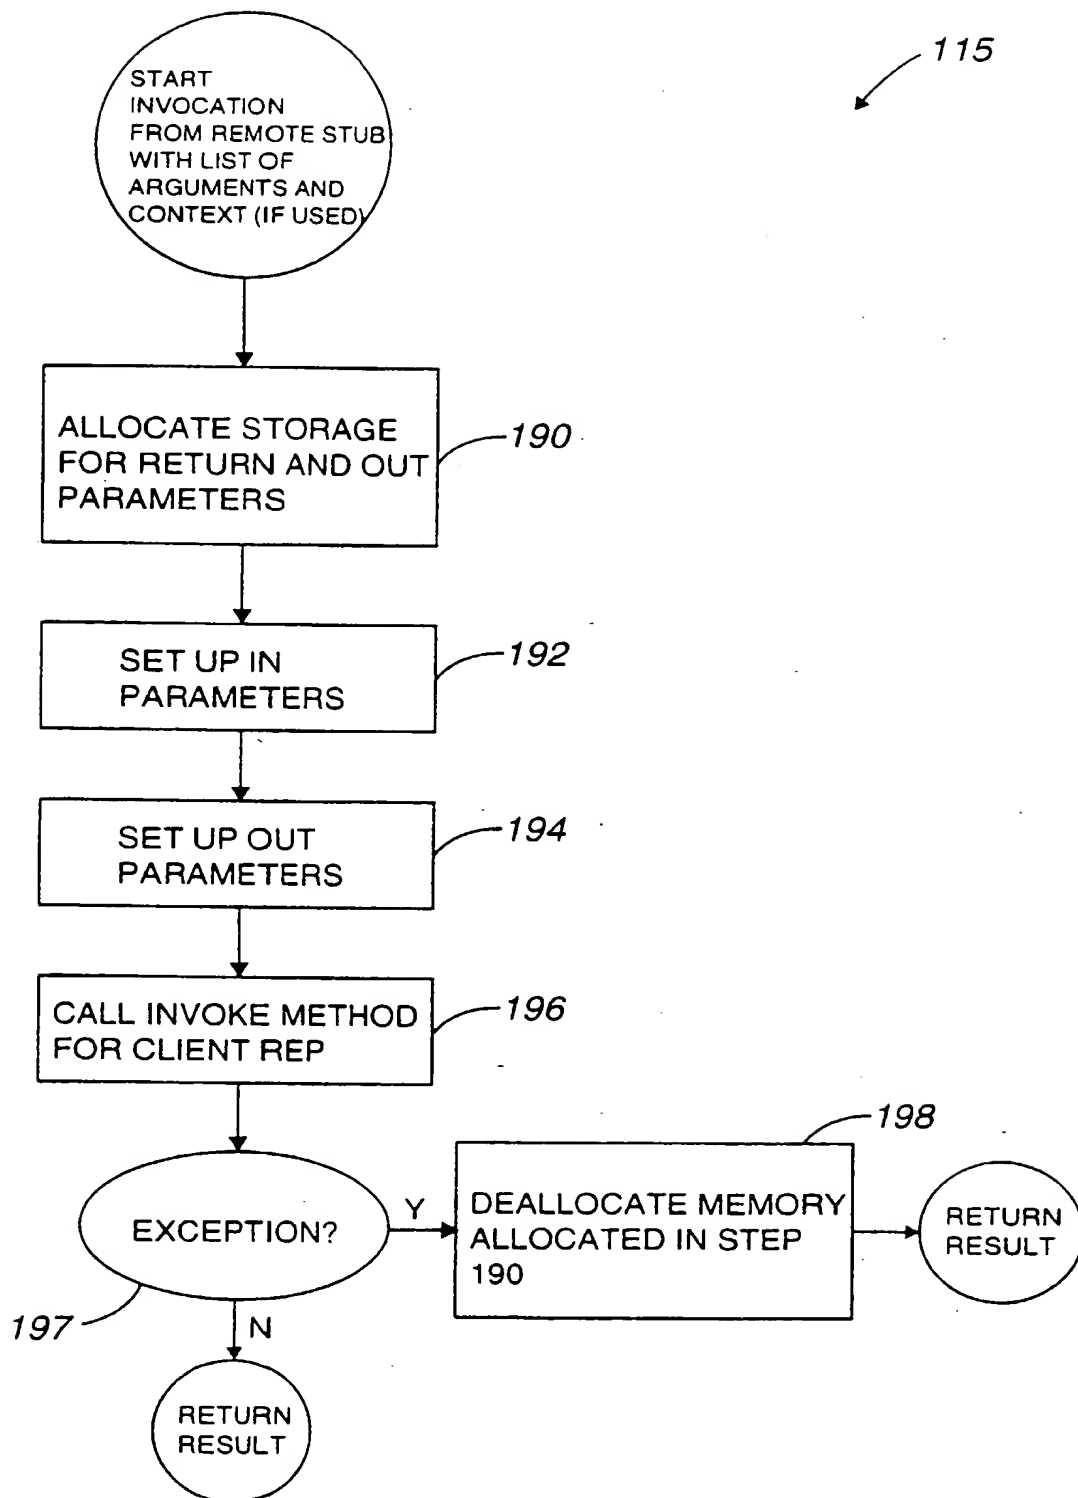 115
START
INVOCATION
FROM REMOTE STUB
WITH LIST OF
ARGUMENTS AND
CONTEXT (IF USED)
ALLOCATE STORAGE
FOR RETURN AND OUT
PARAMETERS
190
SET UP IN
PARAMETERS
192
SET UP OUT
PARAMETERS
194
CALL INVOKE METHOD
FOR CLIENT REP
196
EXCEPTION?
197
Y
198
DEALLOCATE MEMORY
ALLOCATED IN STEP
190
RETURN
RESULT
N
RETURN
RESULT